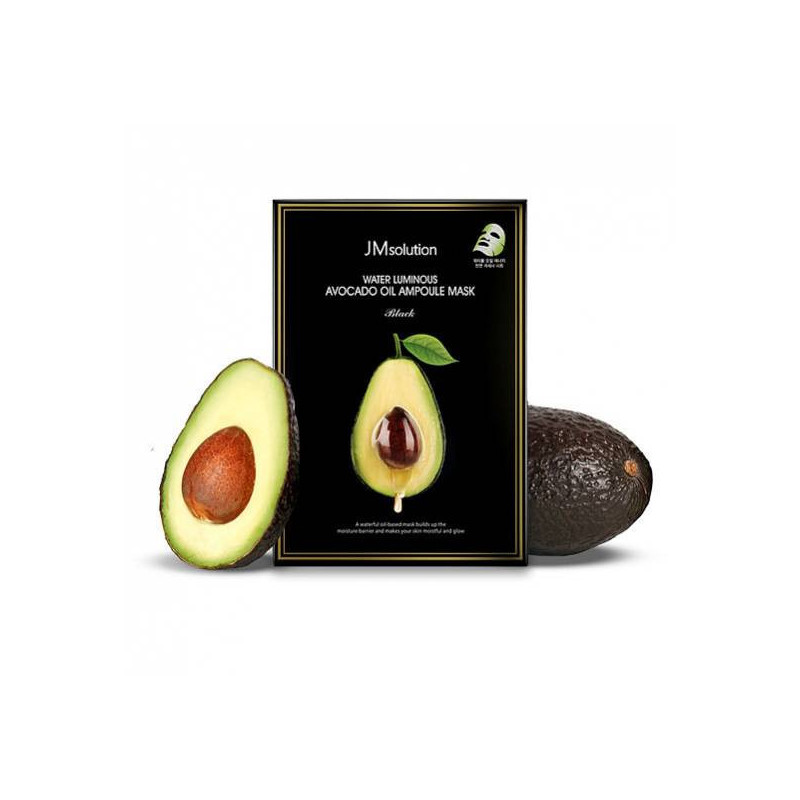 JMsolution
WATER LUMINOUS
AVOCADO OIL AMPOULE MASK
Black
A waterful oil-based mask builds up the
moisture barrier and makes your skin moistful and glow